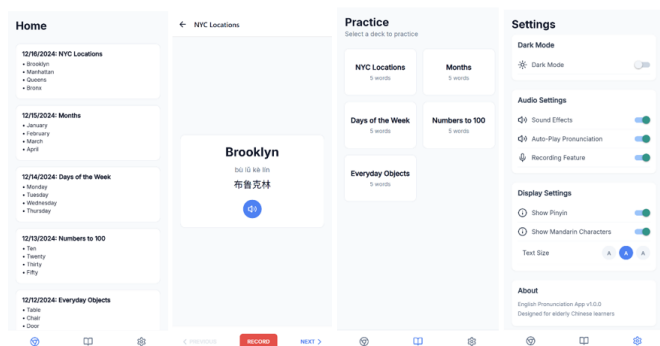 Home
12/16/2024: NYC Locations
• Brooklyn
• Manhattan
• Queens
• Bronx
12/15/2024: Months
• January
• February
• March
• April
12/14/2024: Days of the Week
• Monday
• Tuesday
• Wednesday
• Thursday
12/13/2024: Numbers to 100
• Ten
• Twenty
• Thirty
• Fifty
12/12/2024: Everyday Objects
• Table
• Chair
• Door
← NYC Locations
Brooklyn
bù lǔ kè lín
布鲁克林
< PREVIOUS
RECORD
NEXT >
Practice
Select a deck to practice
NYC Locations
5 words
Months
5 words
Days of the Week
5 words
Numbers to 100
5 words
Everyday Objects
5 words
Settings
Dark Mode
Dark Mode
Audio Settings
Sound Effects
Auto-Play Pronunciation
Recording Feature
Display Settings
Show Pinyin
Show Mandarin Characters
Text Size A A A
About
English Pronunciation App v1.0.0
Designed for elderly Chinese learners